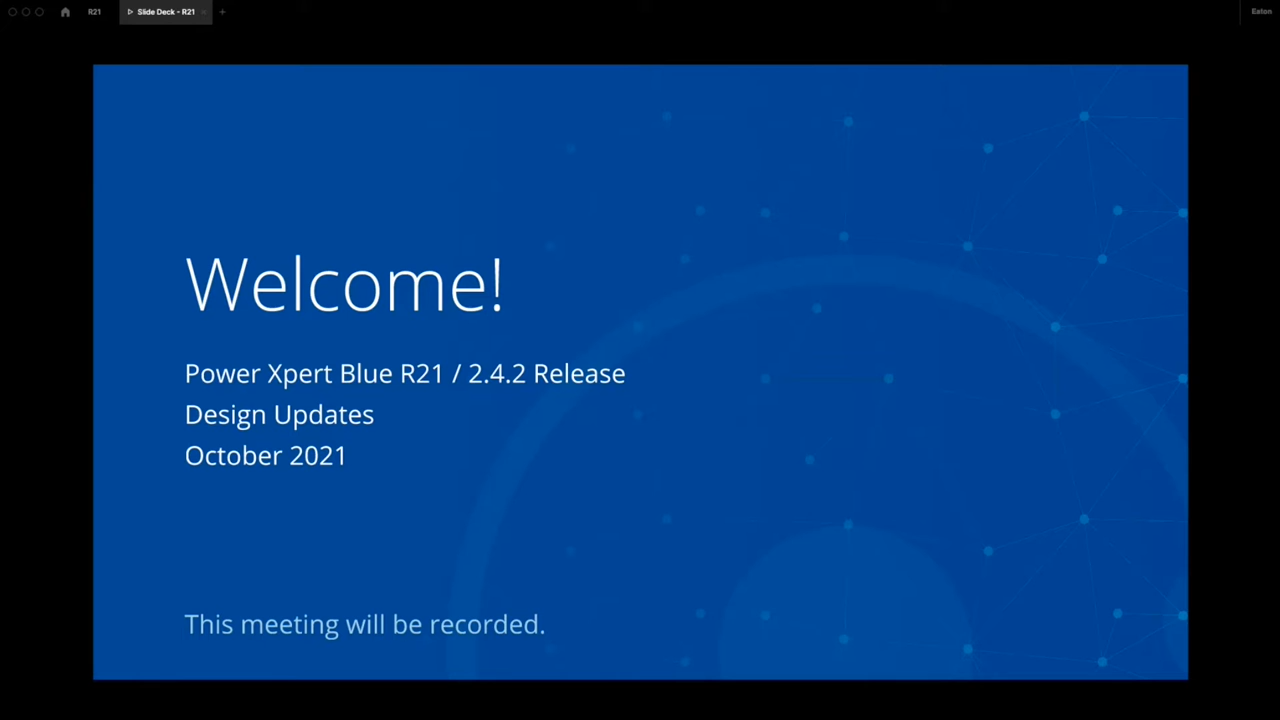 R21
Slide Deck - R21
Eaton
Welcome!
Power Xpert Blue R21 / 2.4.2 Release
Design Updates
October 2021
This meeting will be recorded.